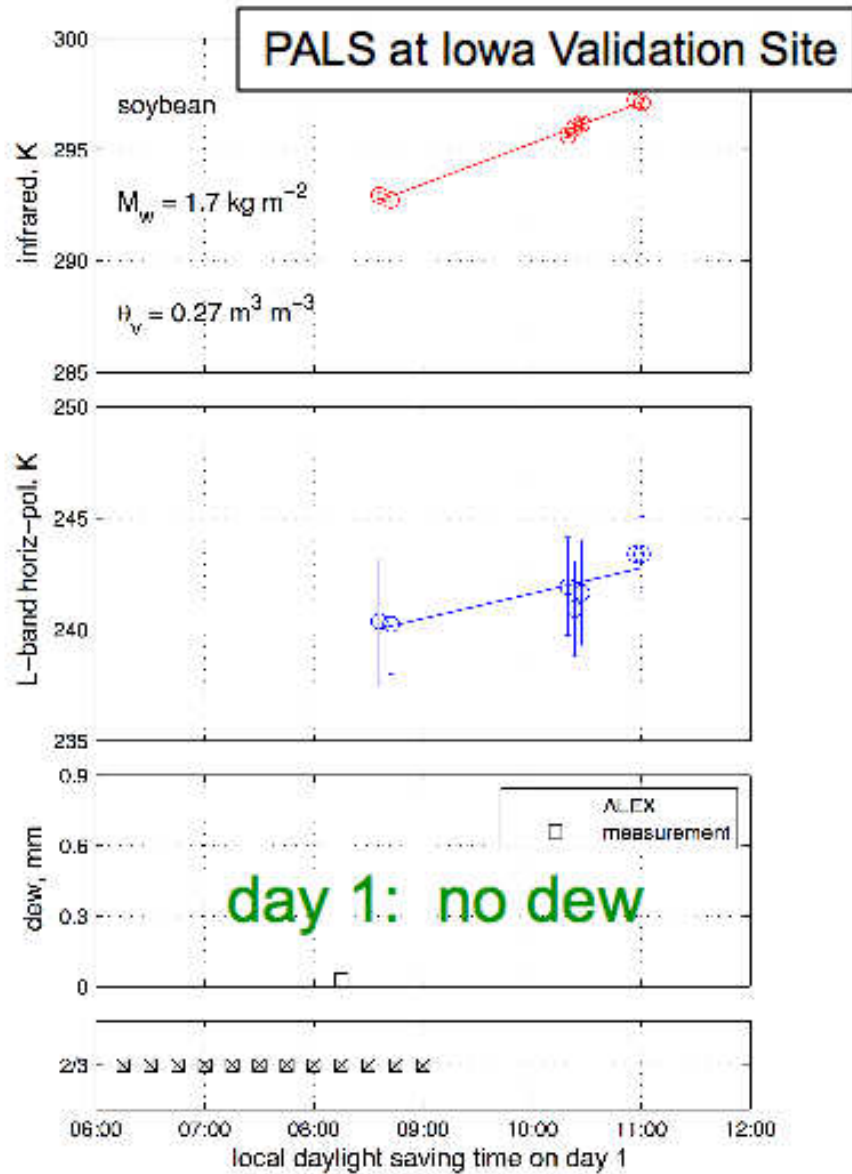 PALS at Iowa Validation Site
300
295
290
285
infrared, K
soybean
M_w = 1.7 kg m^−2
θ_v = 0.27 m^3 m^−3
250
245
240
235
L−band horiz−pol, K
0.9
0.6
0.3
0
dew, mm
ALEX
measurement
day 1: no dew
2/3
06:00 07:00 08:00 09:00 10:00 11:00 12:00
local daylight saving time on day 1